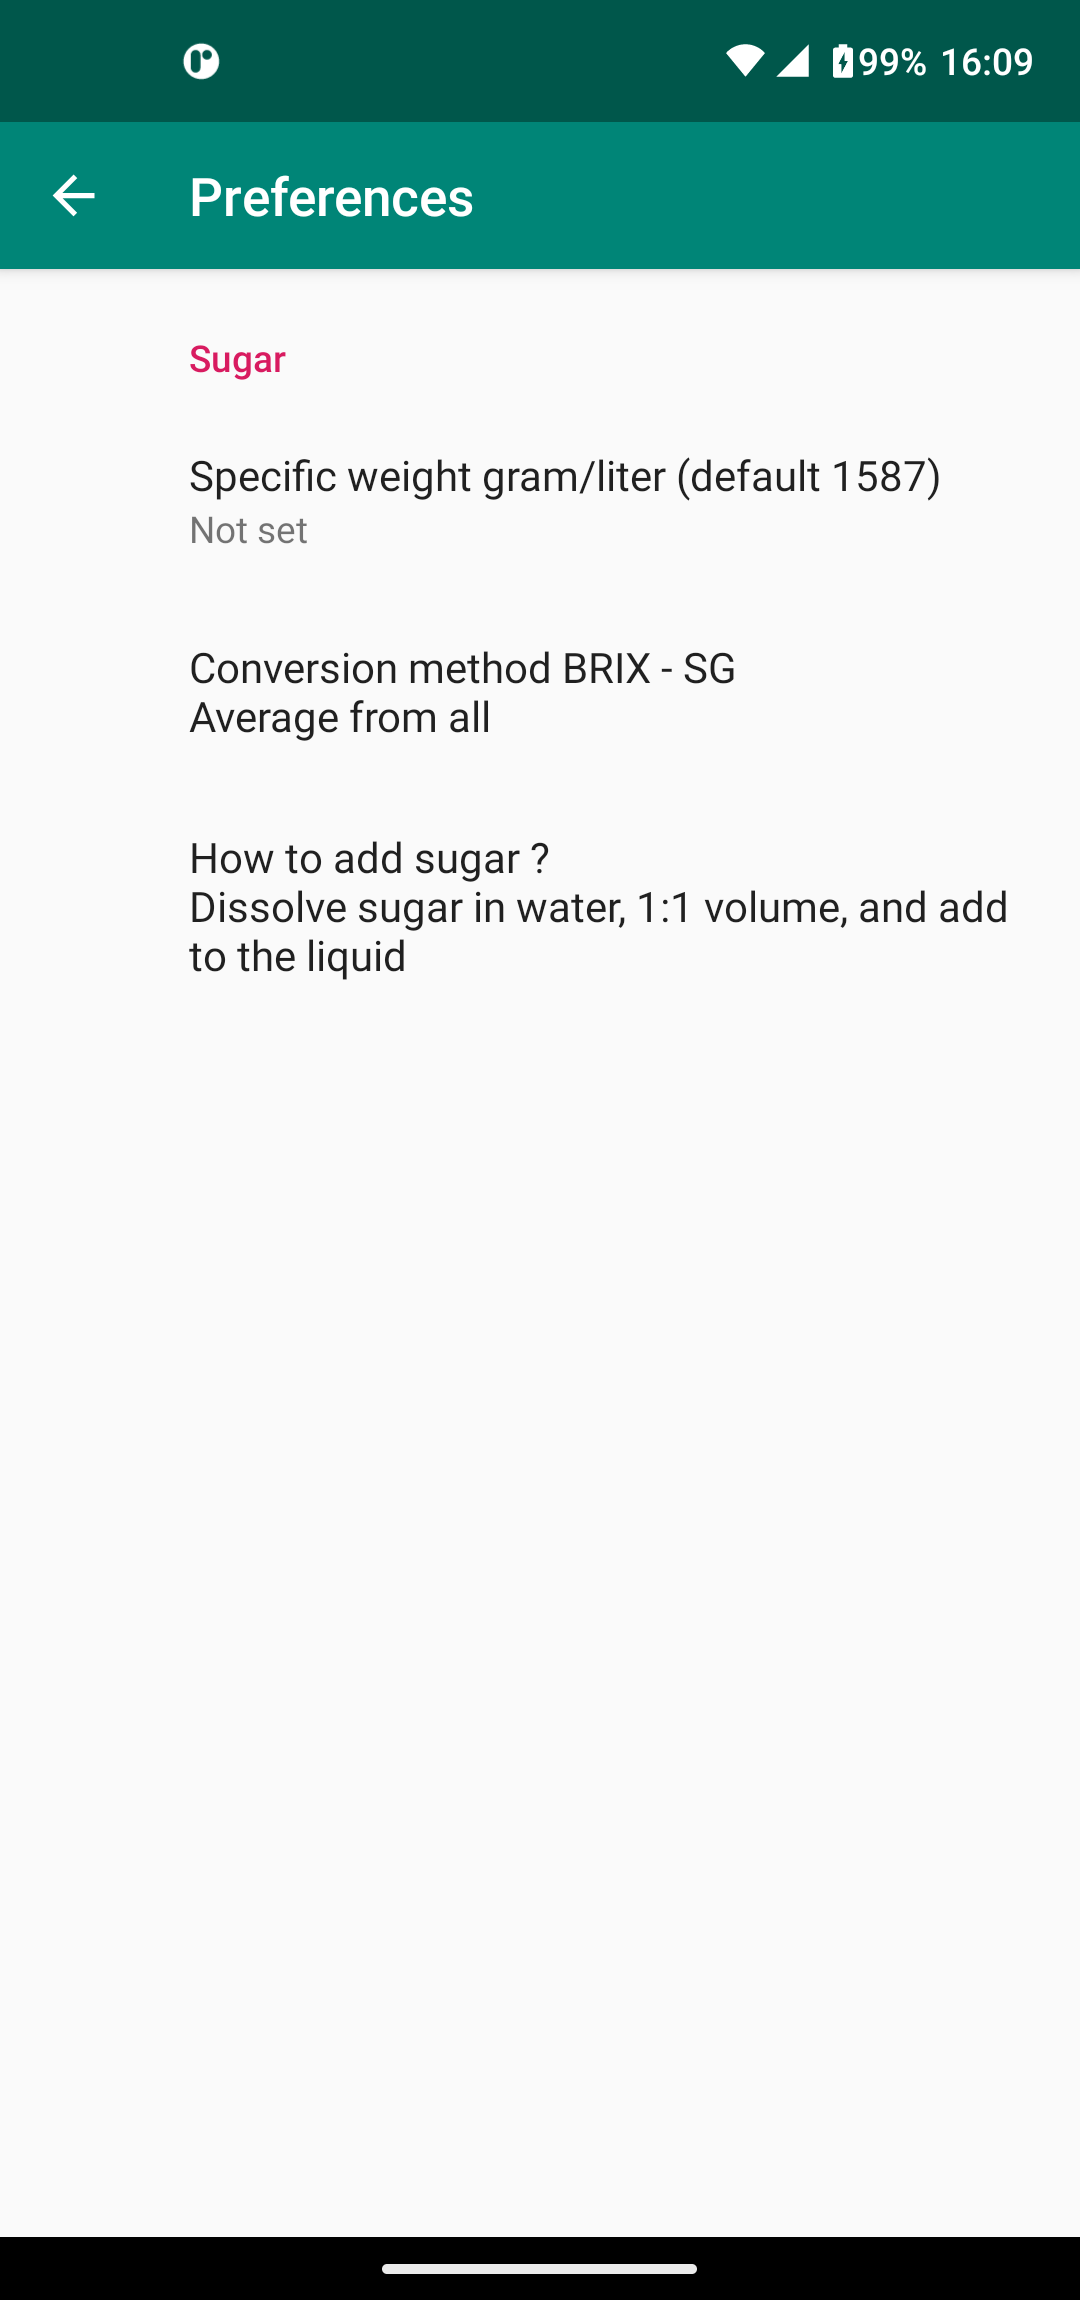 99% 16:09
Preferences
Sugar
Specific weight gram/liter (default 1587)
Not set
Conversion method BRIX - SG
Average from all
How to add sugar ?
Dissolve sugar in water, 1:1 volume, and add
to the liquid